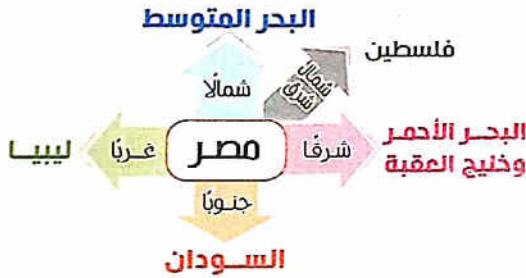 البحر المتوسط
فلسطين
شمال
شرق
شمالًا
البحر الأحمر
وخليج العقبة
شرقًا
مصر
غربًا
ليبيا
جنوبًا
السودان